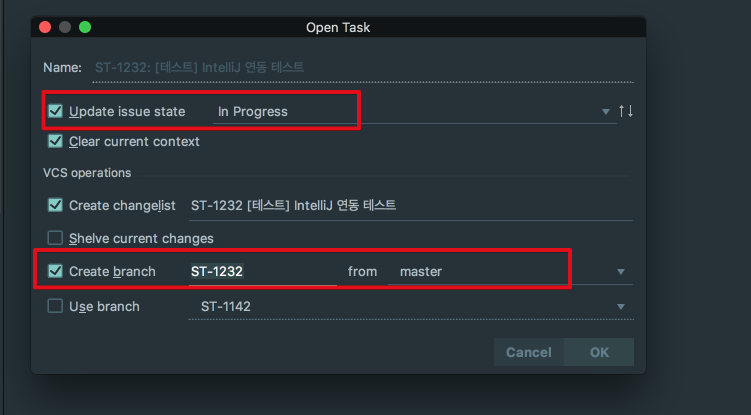 Open Task
Name: ST-1232: [테스트] IntelliJ 연동 테스트
Update issue state In Progress
Clear current context
VCS operations
Create changelist ST-1232 [테스트] IntelliJ 연동 테스트
Shelve current changes
Create branch ST-1232 from master
Use branch ST-1142
Cancel OK